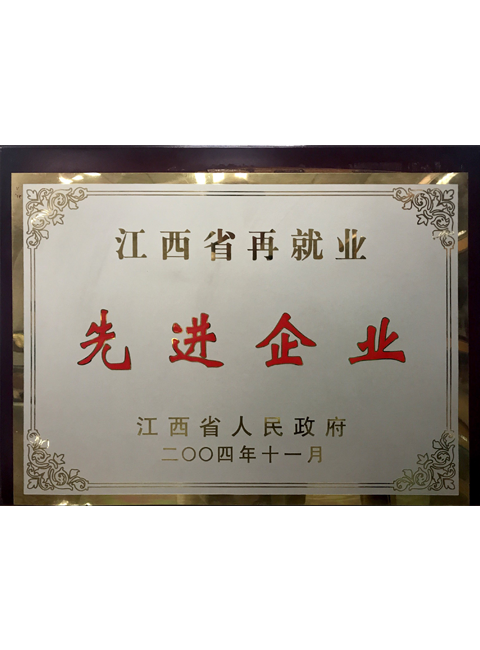 江西省再就业
先进企业
江西省人民政府
二〇〇四年十一月